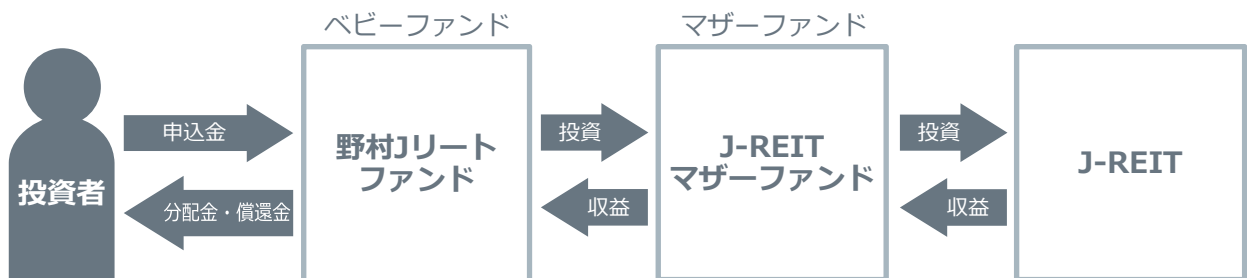 ベビーファンド
マザーファンド
投資者
申込金
分配金・償還金
野村Jリート
ファンド
投資
収益
J-REIT
マザーファンド
投資
収益
J-REIT